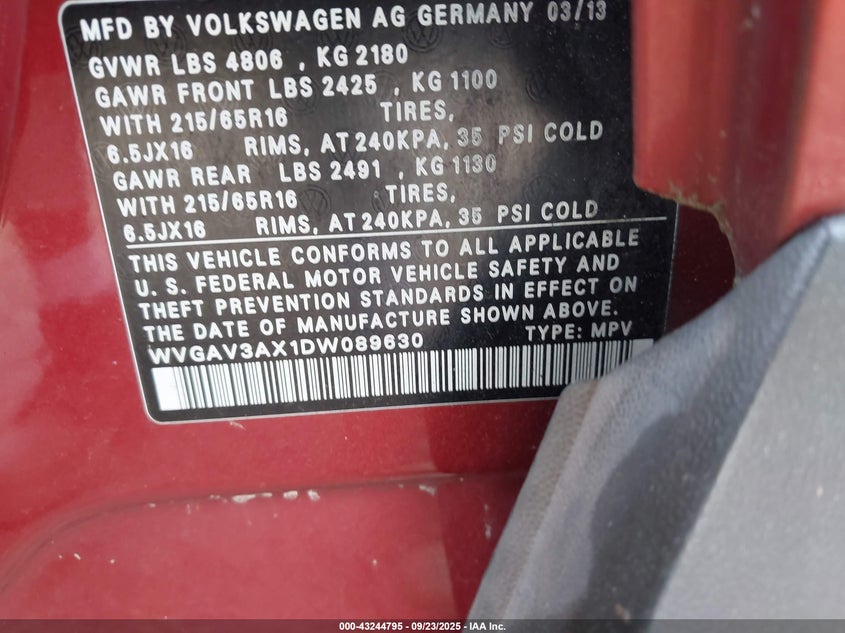 MFD BY VOLKSWAGEN AG GERMANY 03/13
GVWR LBS 4806 , KG 2180
GAWR FRONT LBS 2425 , KG 1100
WITH 215/65R16 TIRES,
6.5JX16 RIMS, AT 240KPA, 35 PSI COLD
GAWR REAR LBS 2491 , KG 1130
WITH 215/65R16 TIRES,
6.5JX16 RIMS, AT 240KPA, 35 PSI COLD
THIS VEHICLE CONFORMS TO ALL APPLICABLE
U. S. FEDERAL MOTOR VEHICLE SAFETY AND
THEFT PREVENTION STANDARDS IN EFFECT ON
THE DATE OF MANUFACTURE SHOWN ABOVE.
WVGAV3AX1DW089630 TYPE: MPV
000-43244795 - 09/23/2025 - IAA Inc.